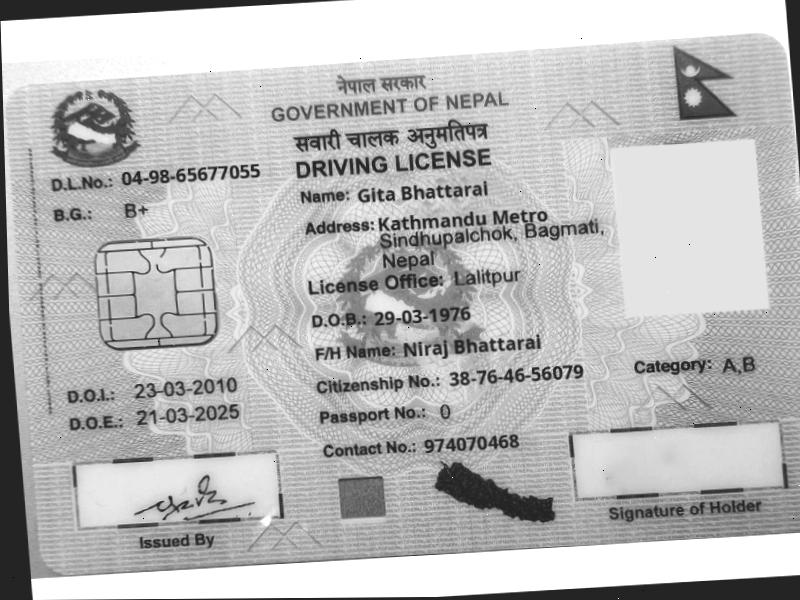 नेपाल सरकार
GOVERNMENT OF NEPAL
सवारी चालक अनुमतिपत्र
DRIVING LICENSE
D.L.No.: 04-98-65677055
B.G.: B+
Name: Gita Bhattarai
Address: Kathmandu Metro
Sindhupalchok, Bagmati,
Nepal
License Office: Lalitpur
D.O.B.: 29-03-1976
F/H Name: Niraj Bhattarai
Citizenship No.: 38-76-46-56079
Category: A,B
D.O.I.: 23-03-2010
D.O.E.: 21-03-2025
Passport No.: 0
Contact No.: 974070468
Issued By
Signature of Holder